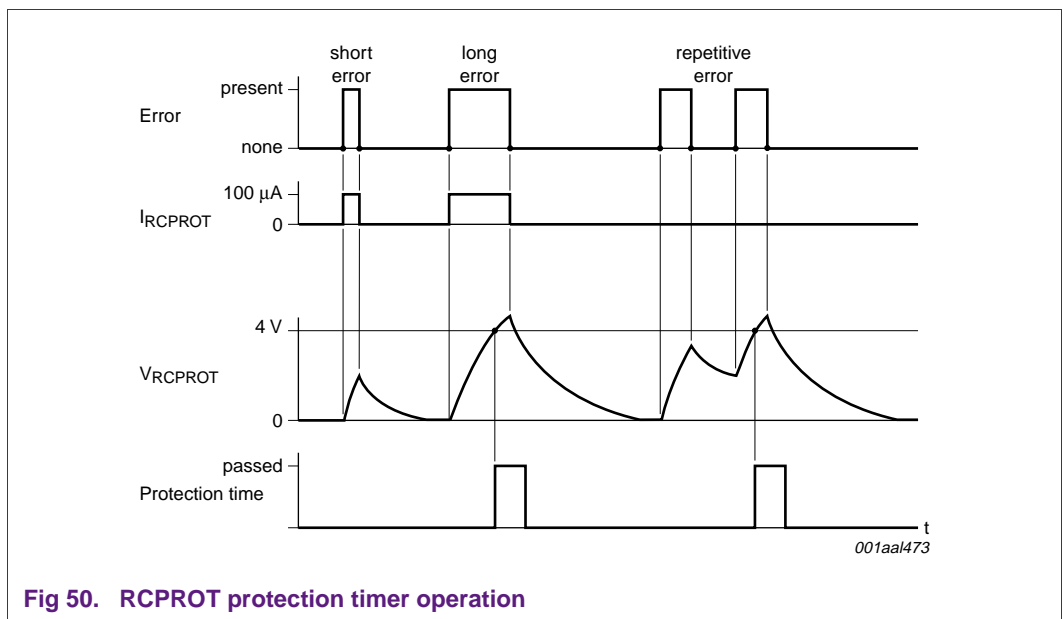 short
error
long
error
repetitive
error
present
Error
none
100 μA
IRCPROT
0
4 V
VRCPROT
0
passed
Protection time
t
001aal473
Fig 50. RCPROT protection timer operation